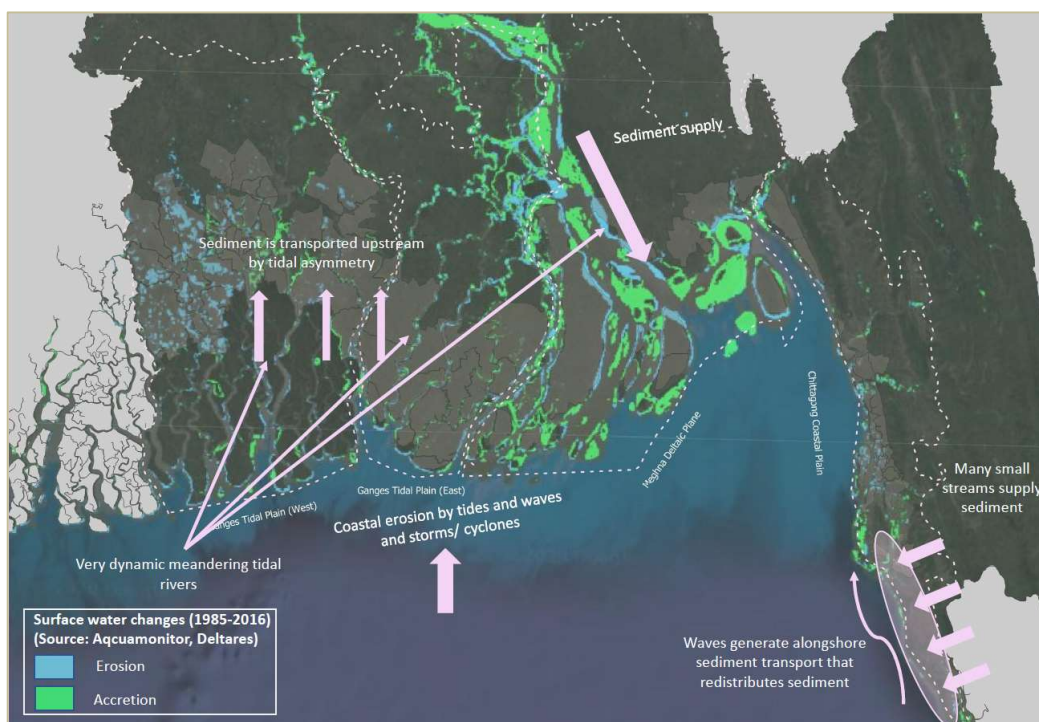 Sediment supply
Sediment is transported upstream
by tidal asymmetry
Chittagong Coastal Plain
Meghna Deltaic Plane
Many small
streams supply
sediment
Ganges Tidal Plain (East)
Ganges Tidal Plain (West)
Coastal erosion by tides and waves
and storms/ cyclones
Very dynamic meandering tidal
rivers
Surface water changes (1985-2016)
(Source: Aqcuamonitor, Deltares)
Erosion
Accretion
Waves generate alongshore
sediment transport that
redistributes sediment